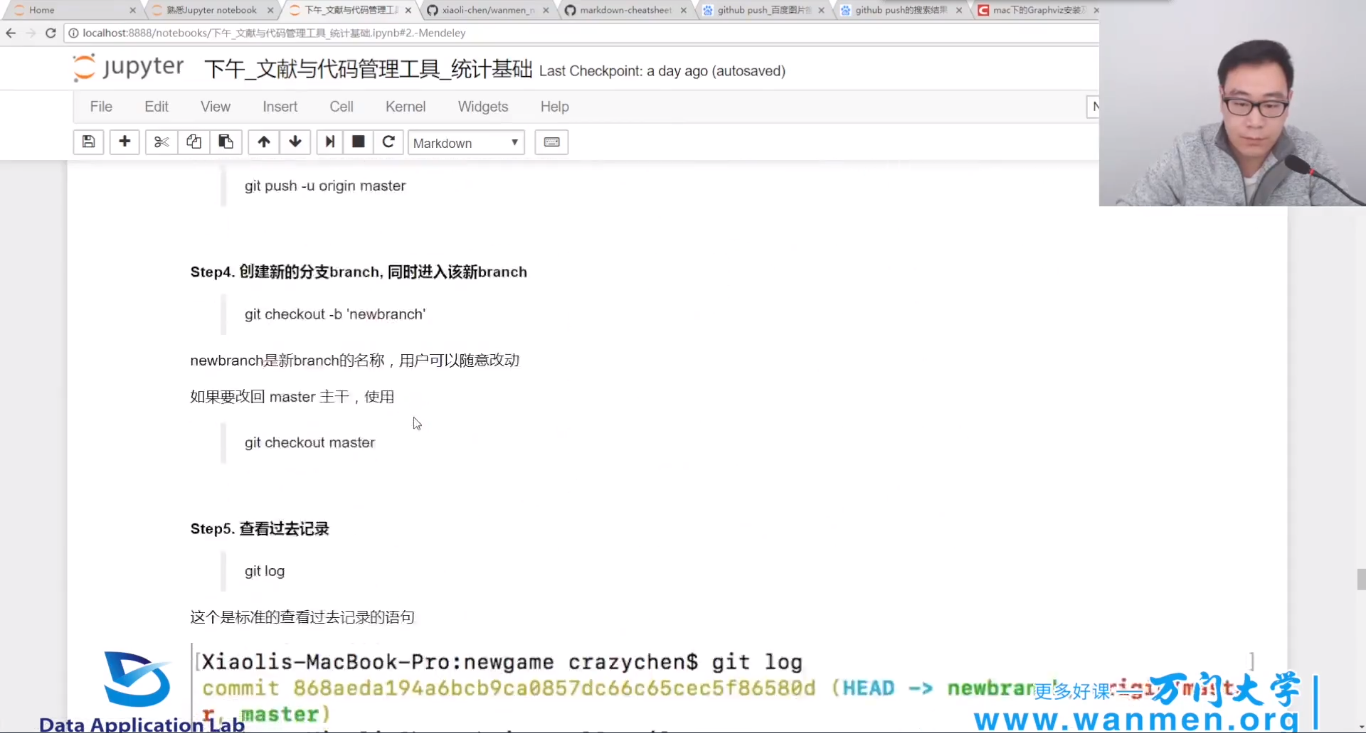 Home
熟悉Jupyter notebook
下午_文献与代码管理工具
xiaoli-chen/wanmen_n
markdown-cheatsheet
github push_百度图片搜
github push的搜索结果
mac下的Graphviz安装及
localhost:8888/notebooks/下午_文献与代码管理工具_统计基础.ipynb#2.-Mendeley
jupyter 下午_文献与代码管理工具_统计基础 Last Checkpoint: a day ago (autosaved)
File Edit View Insert Cell Kernel Widgets Help
Markdown
git push -u origin master
Step4. 创建新的分支branch, 同时进入该新branch
git checkout -b 'newbranch'
newbranch是新branch的名称，用户可以随意改动
如果要改回 master 主干，使用
git checkout master
Step5. 查看过去记录
git log
这个是标准的查看过去记录的语句
[Xiaolis-MacBook-Pro:newgame crazychen$ git log ]
commit 868aeda194a6bcb9ca0857dc66c65cec5f86580d (HEAD -> newbran
r, master)
Data Application Lab
更多好课 — 万门大学
www.wanmen.org